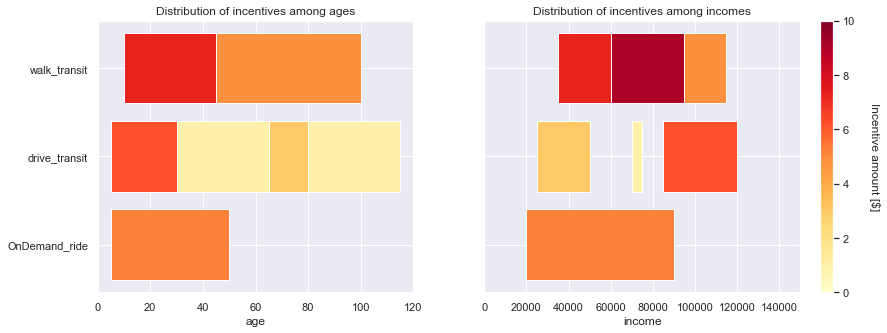 Distribution of incentives among ages
Distribution of incentives among incomes
walk_transit
drive_transit
OnDemand_ride
0 20 40 60 80 100 120
age
0 20000 40000 60000 80000 100000 120000 140000
income
10
8
6
4
2
0
Incentive amount [$]